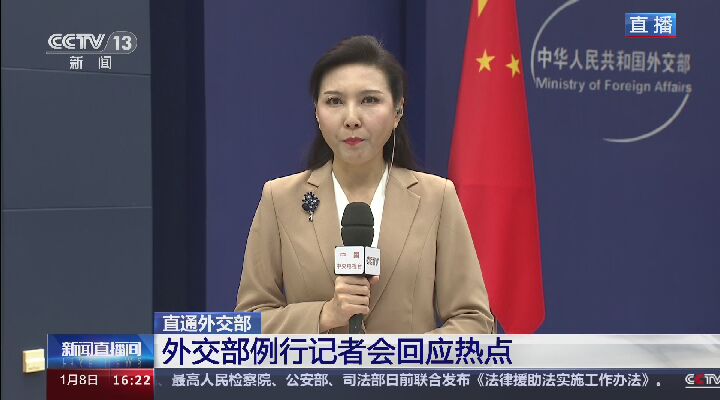 CCTV 13
新闻
直播
中华人民共和国外交部
Ministry of Foreign Affairs
直通外交部
新闻直播间
外交部例行记者会回应热点
1月8日 16:22
、最高人民检察院、公安部、司法部日前联合发布《法律援助法实施工作办法》。